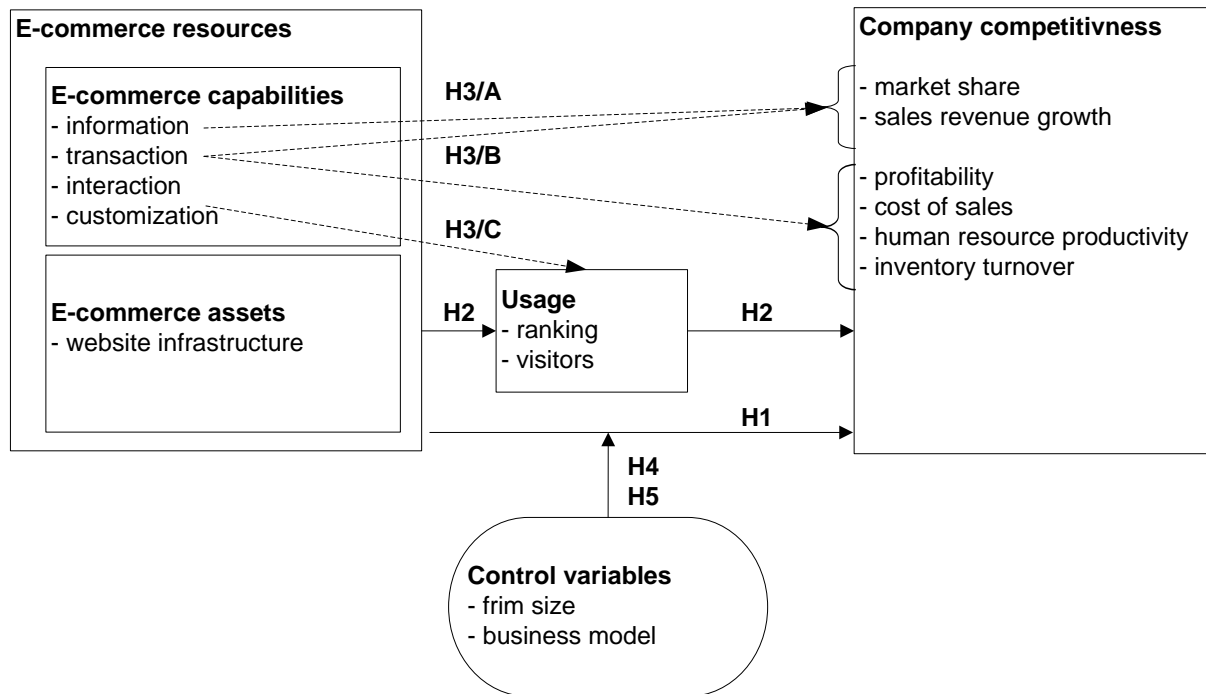 E-commerce resources
E-commerce capabilities
- information
- transaction
- interaction
- customization
E-commerce assets
- website infrastructure
H3/A
H3/B
H3/C
H2
Usage
- ranking
- visitors
H2
H1
H4
H5
Control variables
- frim size
- business model
Company competitivness
- market share
- sales revenue growth
- profitability
- cost of sales
- human resource productivity
- inventory turnover